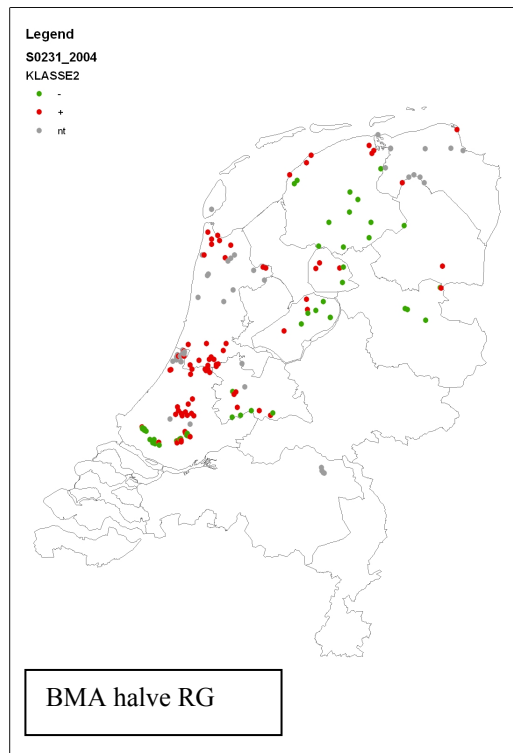 Legend
S0231_2004
KLASSE2
-
+
nt
BMA halve RG